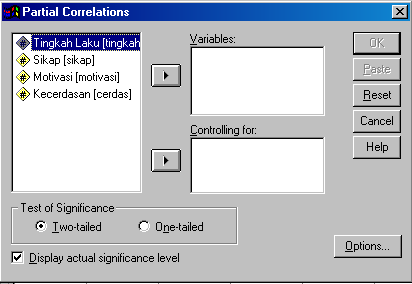 Partial Correlations
Tingkah Laku [tingkah
Sikap [sikap]
Motivasi [motivasi]
Kecerdasan [cerdas]
Variables:
Controlling for:
OK
Paste
Reset
Cancel
Help
Test of Significance
Two-tailed
One-tailed
Display actual significance level
Options...